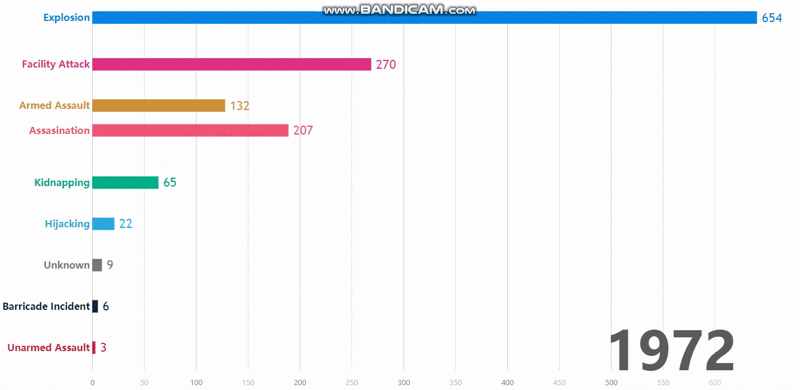 www.BANDICAM.com
Explosion 654
Facility Attack 270
Armed Assault 132
Assasination 207
Kidnapping 65
Hijacking 22
Unknown 9
Barricade Incident 6
Unarmed Assault 3
1972
0 50 100 150 200 250 300 350 400 450 500 550 600